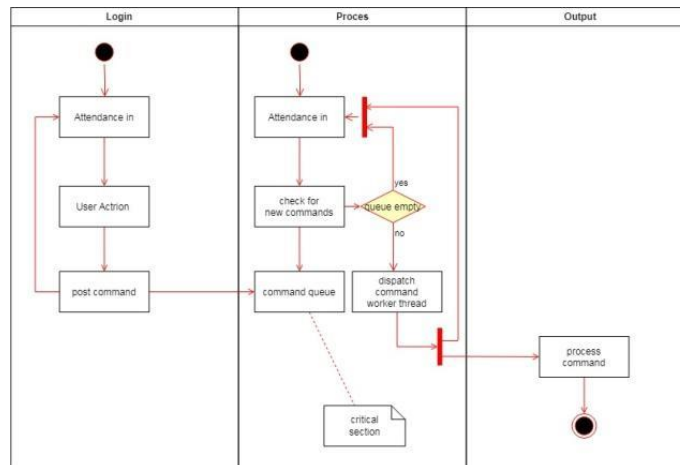 Login
Proces
Output
Attendance in
Attendance in
User Actrion
check for
new commands
queue empty
yes
no
post command
command queue
dispatch
command
worker thread
process
command
critical
section